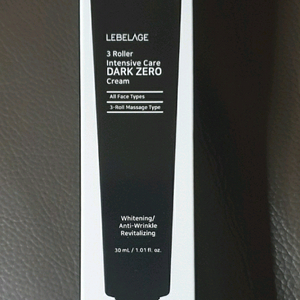 LEBELAGE
3 Roller
Intensive Care
DARK ZERO
Cream
All Face Types
3-Roll Massage Type
Whitening/
Anti-Wrinkle
Revitalizing
30 mL / 1.01 fl. oz.